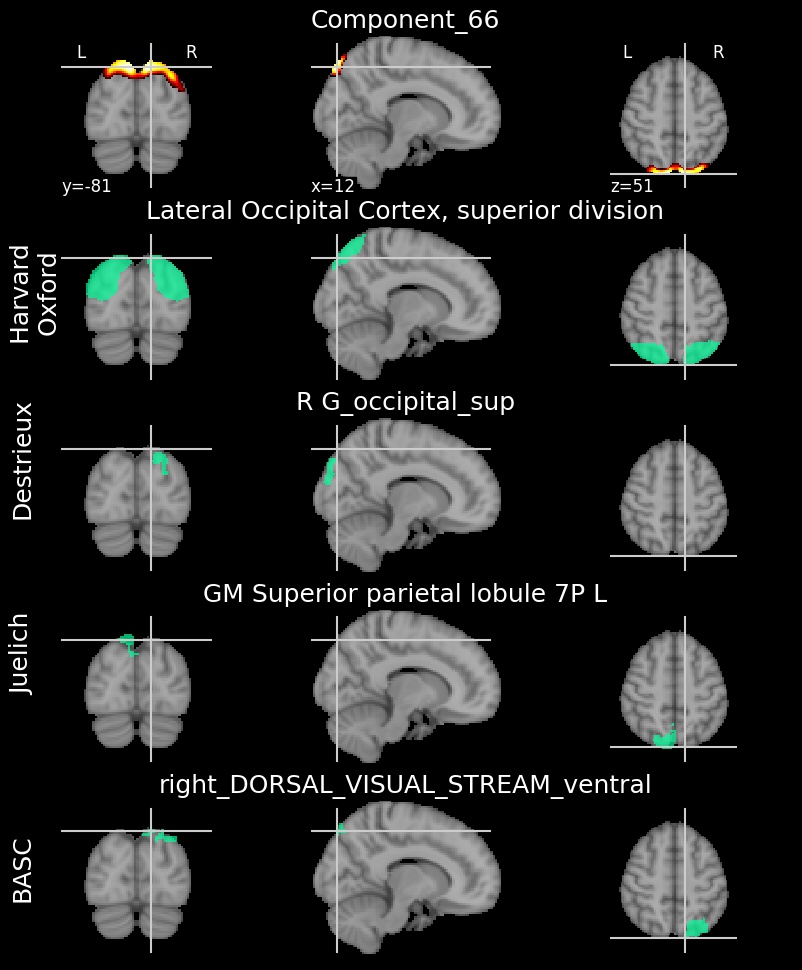 Component_66
L R L R
y=-81 x=12 z=51
Lateral Occipital Cortex, superior division
Harvard
Oxford
R G_occipital_sup
Destrieux
GM Superior parietal lobule 7P L
Juelich
right_DORSAL_VISUAL_STREAM_ventral
BASC